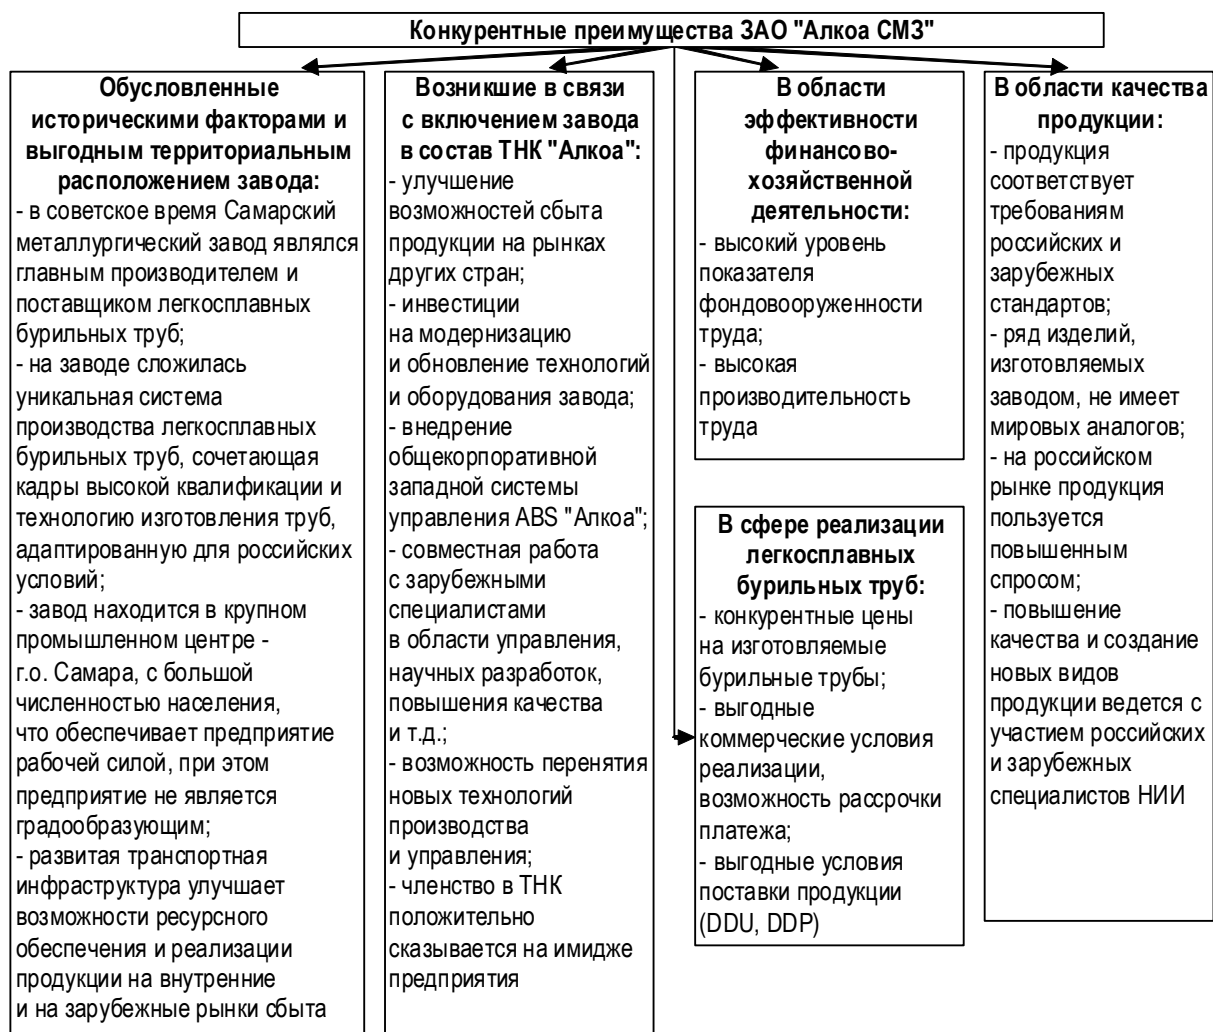 Конкурентные преимущества ЗАО "Алкоа СМЗ"
Обусловленные
историческими факторами и
выгодным территориальным
расположением завода:
- в советское время Самарский
металлургический завод являлся
главным производителем и
поставщиком легкосплавных
бурильных труб;
- на заводе сложилась
уникальная система
производства легкосплавных
бурильных труб, сочетающая
кадры высокой квалификации и
технологию изготовления труб,
адаптированную для российских
условий;
- завод находится в крупном
промышленном центре -
г.о. Самара, с большой
численностью населения,
что обеспечивает предприятие
рабочей силой, при этом
предприятие не является
градообразующим;
- развитая транспортная
инфраструктура улучшает
возможности ресурсного
обеспечения и реализации
продукции на внутренние
и на зарубежные рынки сбыта
Возникшие в связи
с включением завода
в состав ТНК "Алкоа":
- улучшение
возможностей сбыта
продукции на рынках
других стран;
- инвестиции
на модернизацию
и обновление технологий
и оборудования завода;
- внедрение
общекорпоративной
западной системы
управления ABS "Алкоа";
- совместная работа
с зарубежными
специалистами
в области управления,
научных разработок,
повышения качества
и т.д.;
- возможность перенятия
новых технологий
производства
и управления;
- членство в ТНК
положительно
сказывается на имидже
предприятия
В области
эффективности
финансово-
хозяйственной
деятельности:
- высокий уровень
показателя
фондовооруженности
труда;
- высокая
производительность
труда
В сфере реализации
легкосплавных
бурильных труб:
- конкурентные цены
на изготовляемые
бурильные трубы;
- выгодные
коммерческие условия
реализации,
возможность рассрочки
платежа;
- выгодные условия
поставки продукции
(DDU, DDP)
В области качества
продукции:
- продукция
соответствует
требованиям
российских и
зарубежных
стандартов;
- ряд изделий,
изготовляемых
заводом, не имеет
мировых аналогов;
- на российском
рынке продукция
пользуется
повышенным
спросом;
- повышение
качества и создание
новых видов
продукции ведется с
участием российских
и зарубежных
специалистов НИИ